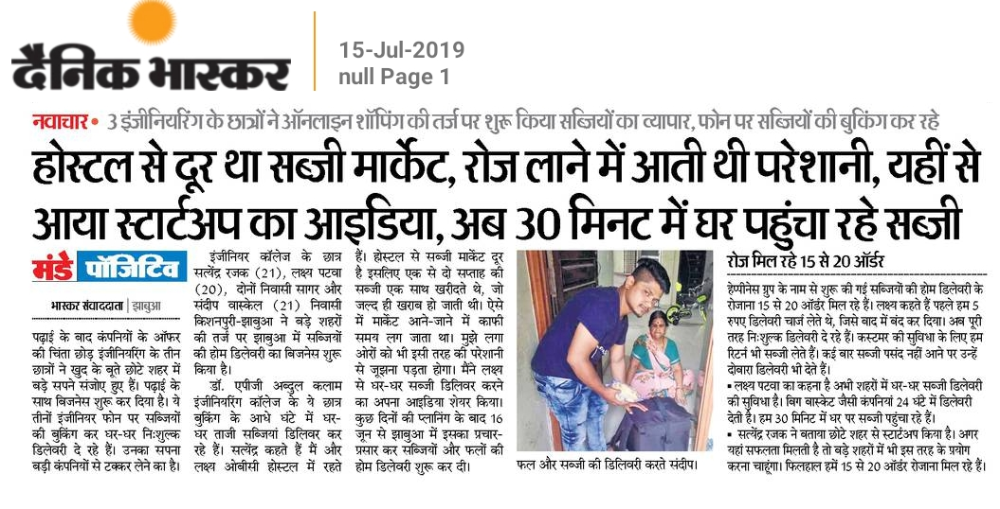 दैनिक भास्कर
15-Jul-2019
null Page 1
नवाचार • 3 इंजीनियरिंग के छात्रों ने ऑनलाइन शॉपिंग की तर्ज पर शुरू किया सब्जियों का व्यापार, फोन पर सब्जियों की बुकिंग कर रहे
होस्टल से दूर था सब्जी मार्केट, रोज लाने में आती थी परेशानी, यहीं से
आया स्टार्टअप का आइडिया, अब 30 मिनट में घर पहुंचा रहे सब्जी
मंडे पॉजिटिव
भास्कर संवाददाता | झाबुआ
पढ़ाई के बाद कंपनियों के ऑफर
की चिंता छोड़ इंजीनियरिंग के तीन
छात्रों ने खुद के बूते छोटे शहर में
बड़े सपने संजोए हुए हैं। पढ़ाई के
साथ बिजनेस शुरू कर दिया है। ये
तीनों इंजीनियर फोन पर सब्जियों
की बुकिंग कर घर-घर निःशुल्क
डिलेवरी दे रहे हैं। उनका सपना
बड़ी कंपनियों से टक्कर लेने का है।
इंजीनियर कॉलेज के छात्र
सत्येंद्र रजक (21), लक्ष्य पटवा
(20), दोनों निवासी सागर और
संदीप वास्केल (21) निवासी
किशनपुरी-झाबुआ ने बड़े शहरों
की तर्ज पर झाबुआ में सब्जियों
की होम डिलेवरी का बिजनेस शुरू
किया है।
डॉ. एपीजी अब्दुल कलाम
इंजीनियरिंग कॉलेज के ये छात्र
बुकिंग के आधे घंटे में घर-
घर ताजी सब्जियां डिलिवर कर
रहे हैं। सत्येंद्र कहते हैं मैं और
लक्ष्य ओबीसी होस्टल में रहते
हैं। होस्टल से सब्जी मार्केट दूर
है इसलिए एक से दो सप्ताह की
सब्जी एक साथ खरीदते थे, जो
जल्द ही खराब हो जाती थी। ऐसे
में मार्केट आने-जाने में काफी
समय लग जाता था। मुझे लगा
ओरों को भी इसी तरह की परेशानी
से जूझना पड़ता होगा। मैंने लक्ष्य
से घर-घर सब्जी डिलिवर करने
का अपना आइडिया शेयर किया।
कुछ दिनों की प्लानिंग के बाद 16
जून से झाबुआ में इसका प्रचार-
प्रसार कर सब्जियों और फलों की
होम डिलेवरी शुरू कर दी।
फल और सब्जी की डिलिवरी करते संदीप।
रोज मिल रहे 15 से 20 ऑर्डर
हेप्पीनेस ग्रुप के नाम से शुरू की गई सब्जियों की होम डिलेवरी के
रोजाना 15 से 20 ऑर्डर मिल रहे हैं। लक्ष्य कहते हैं पहले हम 5
रुपए डिलेवरी चार्ज लेते थे, जिसे बाद में बंद कर दिया। अब पूरी
तरह निःशुल्क डिलेवरी दे रहे हैं। कस्टमर की सुविधा के लिए हम
रिटर्न भी सब्जी लेते हैं। कई बार सब्जी पसंद नहीं आने पर उन्हें
दोबारा डिलेवरी भी देते हैं।
▪ लक्ष्य पटवा का कहना है अभी शहरों में घर-घर सब्जी डिलेवरी
की सुविधा है। बिग बास्केट जैसी कंपनियां 24 घंटे में डिलेवरी
देती है। हम 30 मिनिट में घर पर सब्जी पहुंचा रहे हैं।
▪ सत्येंद्र रजक ने बताया छोटे शहर से स्टार्टअप किया है। अगर
यहां सफलता मिलती है तो बड़े शहरों में भी इस तरह के प्रयोग
करना चाहूंगा। फिलहाल हमें 15 से 20 ऑर्डर रोजाना मिल रहे हैं।